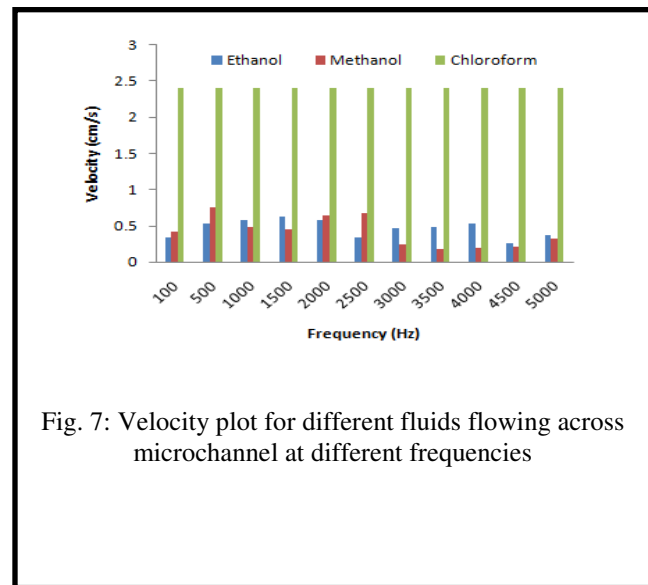 3
Ethanol Methanol Chloroform
2.5
2
1.5
1
0.5
0
Velocity (cm/s)
100 500 1000 1500 2000 2500 3000 3500 4000 4500 5000
Frequency (Hz)
Fig. 7: Velocity plot for different fluids flowing across
microchannel at different frequencies